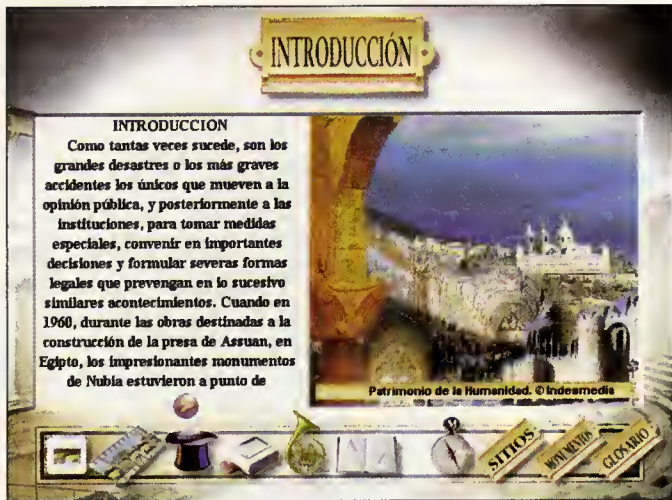 INTRODUCCIÓN
INTRODUCCION
Como tantas veces sucede, son los
grandes desastres o los más graves
accidentes los únicos que mueven a la
opinión pública, y posteriormente a las
instituciones, para tomar medidas
especiales, convenir en importantes
decisiones y formular severas formas
legales que prevengan en lo sucesivo
similares acontecimientos. Cuando en
1960, durante las obras destinadas a la
construcción de la presa de Assuan, en
Egipto, los impresionantes monumentos
de Nubia estuvieron a punto de
Patrimonio de la Humanidad. © Indesmedia
SITIOS
MONUMENTOS
GLOSARIO